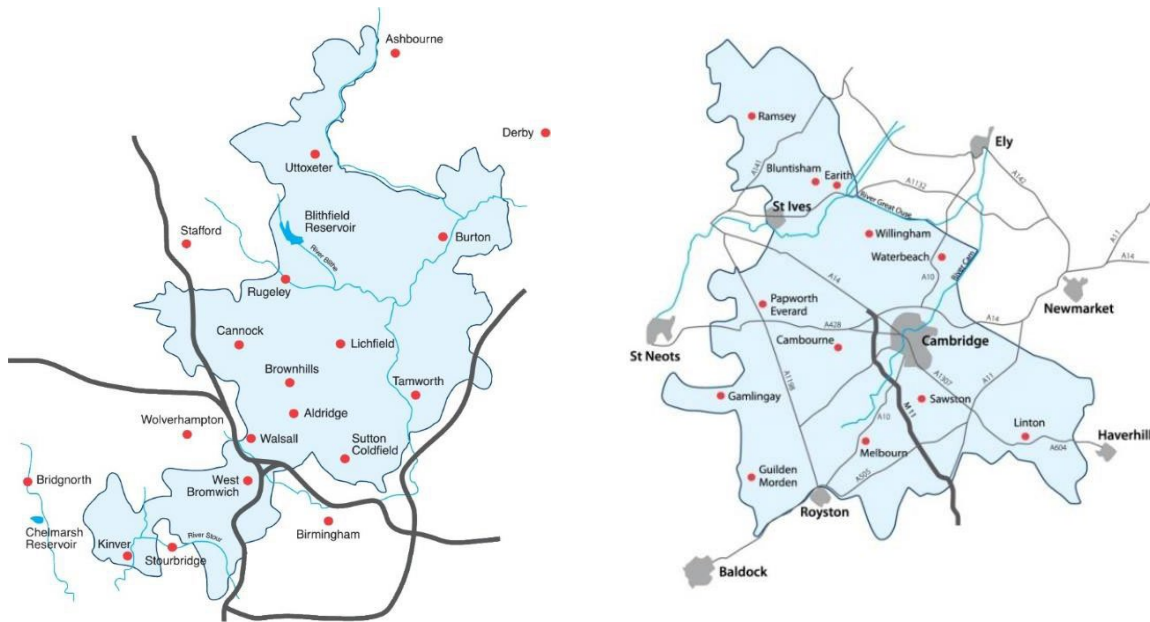 Ashbourne
Derby
Uttoxeter
Blithfield
Reservoir
Stafford
Burton
River Blithe
Rugeley
Cannock
Lichfield
Brownhills
Tamworth
Aldridge
Wolverhampton
Walsall
Sutton
Coldfield
Bridgnorth
West
Bromwich
Chelmarsh
Reservoir
Birmingham
Kinver
River Stour
Stourbridge
Ramsey
Ely
A141
Bluntisham
Earith
A1132
A142
St Ives
River Great Ouse
Willingham
A11
Waterbeach
A14
River Cam
A10
A14
Papworth
Everard
Newmarket
A14
A428
St Neots
Cambourne
Cambridge
A1198
A1307
A11
Gamlingay
Sawston
M11
A10
Linton
Melbourn
Haverhill
A604
Guilden
Morden
A505
Royston
Baldock